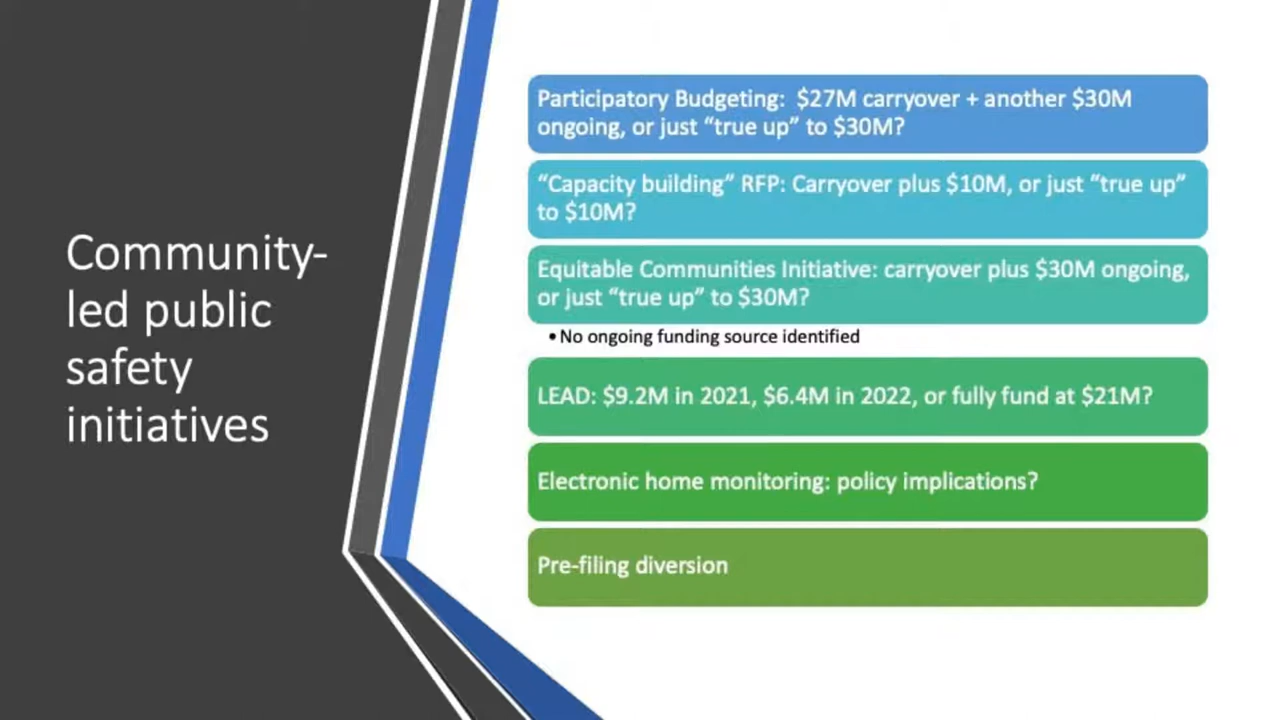 Community-
led public
safety
initiatives
Participatory Budgeting:  $27M carryover + another $30M
ongoing, or just “true up” to $30M?
“Capacity building” RFP: Carryover plus $10M, or just “true up”
to $10M?
Equitable Communities Initiative: carryover plus $30M ongoing,
or just “true up” to $30M?
• No ongoing funding source identified
LEAD: $9.2M in 2021, $6.4M in 2022, or fully fund at $21M?
Electronic home monitoring: policy implications?
Pre-filing diversion